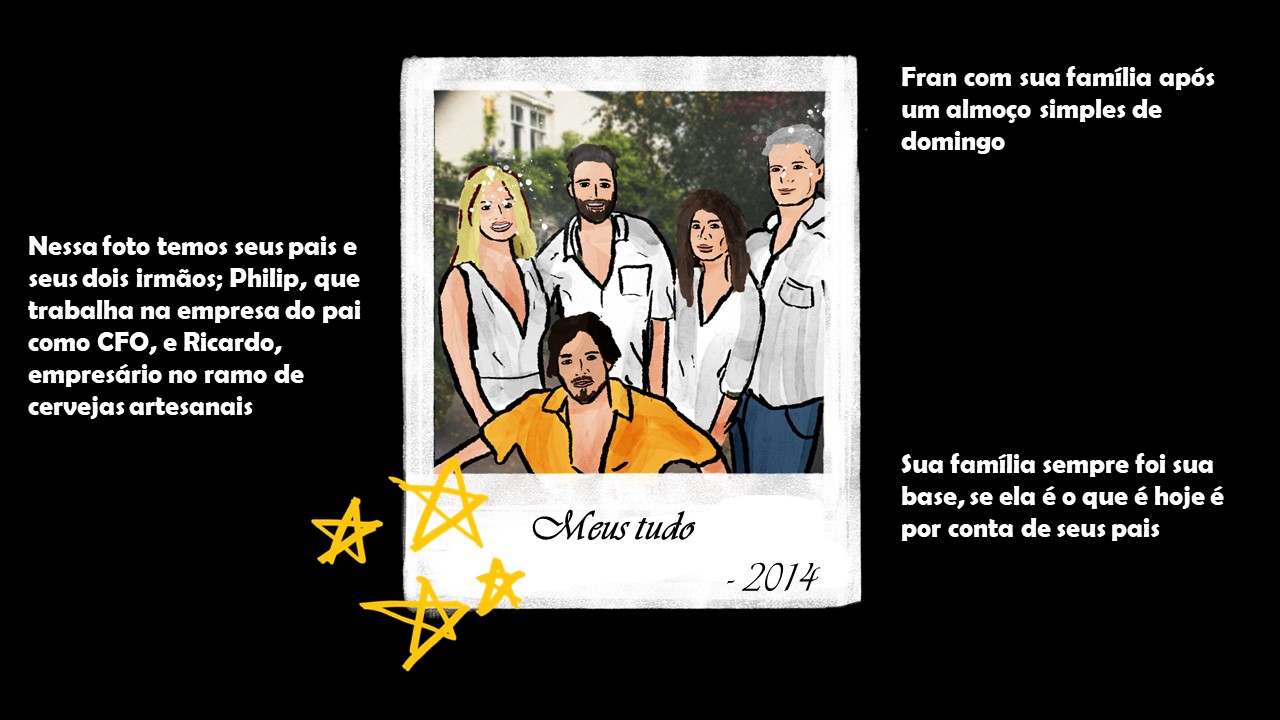 Fran com sua família após
um almoço simples de
domingo
Nessa foto temos seus pais e
seus dois irmãos; Philip, que
trabalha na empresa do pai
como CFO, e Ricardo,
empresário no ramo de
cervejas artesanais
Sua família sempre foi sua
base, se ela é o que é hoje é
por conta de seus pais
Meus tudo
- 2014